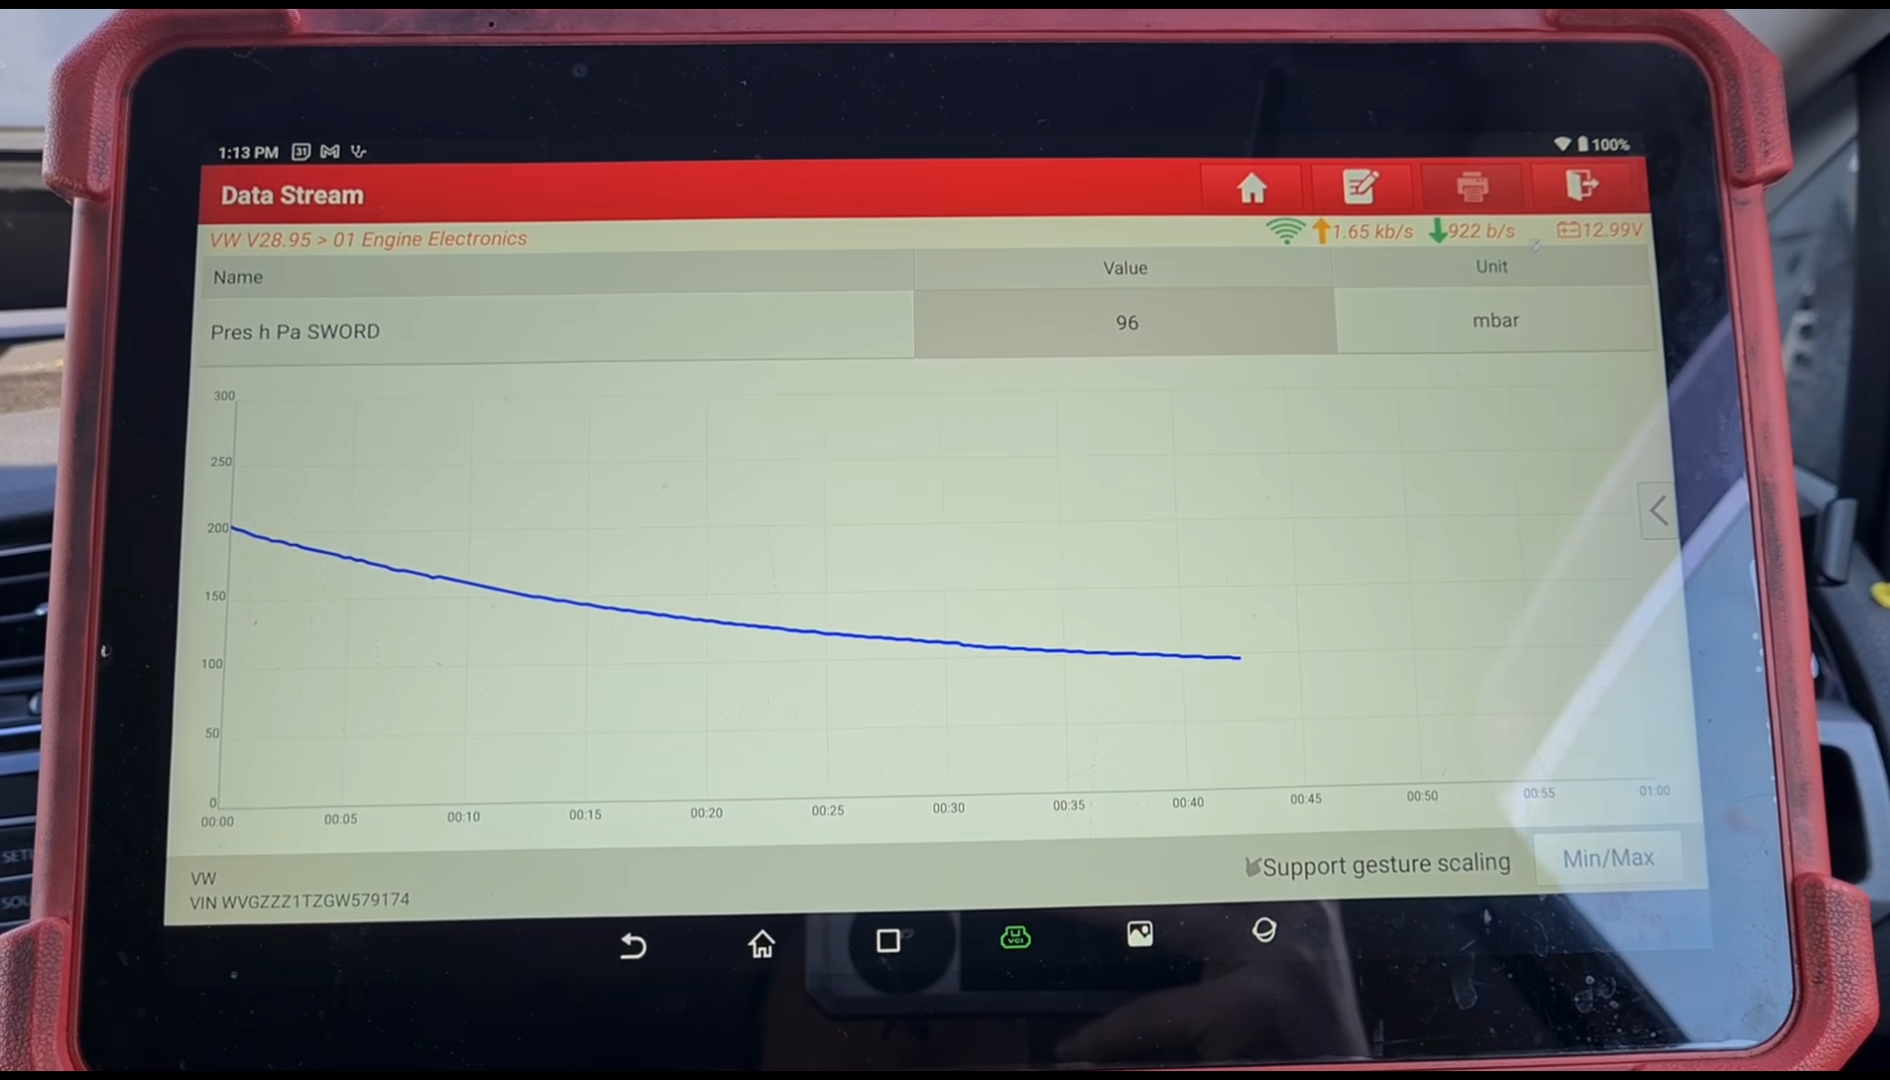 1:13 PM 31 100%
Data Stream
VW V28.95 > 01 Engine Electronics 1.65 kb/s 922 b/s 12.99V
Name Value Unit
Pres h Pa SWORD 96 mbar
300
250
200
150
100
50
0
00:00 00:05 00:10 00:15 00:20 00:25 00:30 00:35 00:40 00:45 00:50 00:55 01:00
Support gesture scaling Min/Max
VW
VIN WVGZZZ1TZGW579174
VCI